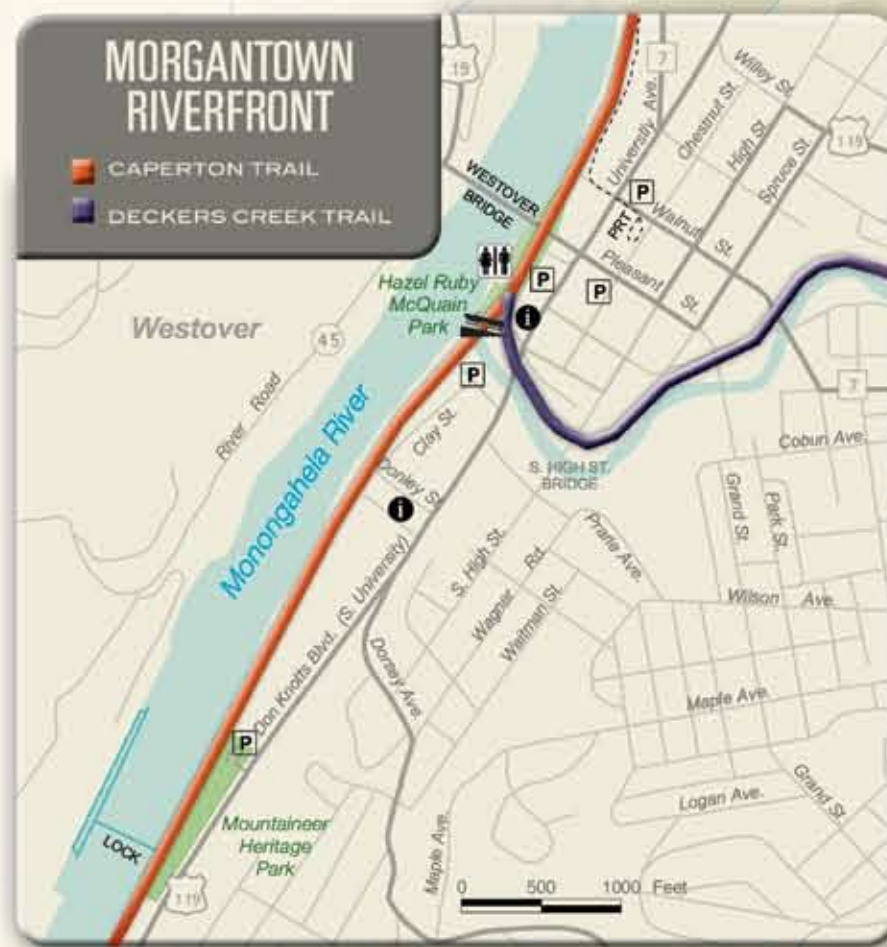 MORGANTOWN
RIVERFRONT
CAPERTON TRAIL
DECKERS CREEK TRAIL
19
7
Willey St.
University Ave.
Chestnut St.
High St.
Spruce St.
119
WESTOVER
BRIDGE
P
PRT
Walnut St.
Pleasant St.
Hazel Ruby
McQuain
Park
P
P
i
Westover
45
River Road
P
7
Monongahela River
Clay St.
Donley St.
i
S. HIGH ST.
BRIDGE
Coburn Ave.
Grand St.
Park St.
S. High St.
Wagner Rd.
Waitman St.
Praria Ave.
Wilson Ave.
Don Knotts Blvd. (S. University)
Dorsey Ave.
Maple Ave.
P
Logan Ave.
Grand St.
Mountaineer
Heritage
Park
LOCK
119
Maple Ave.
0 500 1000 Feet